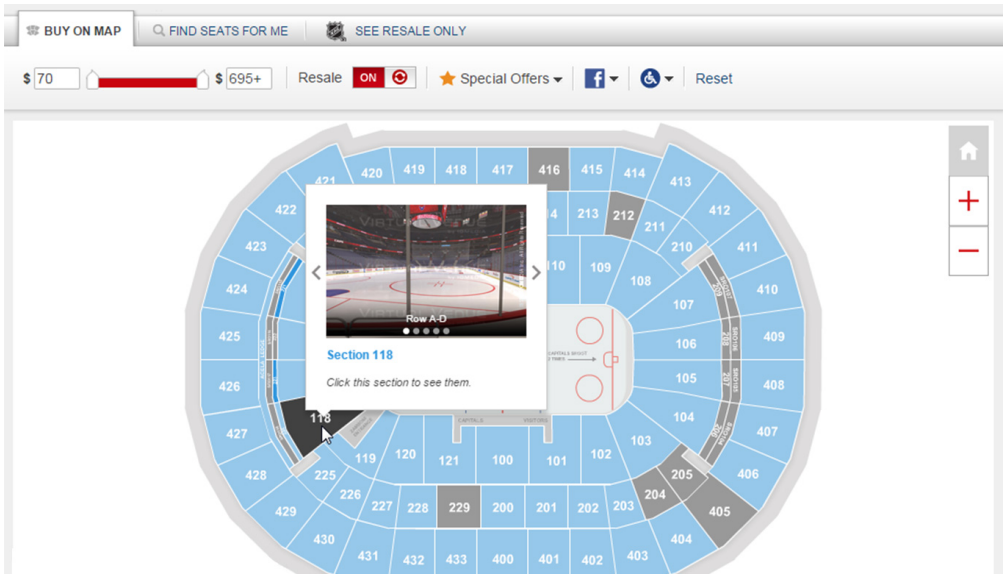 BUY ON MAP
FIND SEATS FOR ME
SEE RESALE ONLY
$ 70
$ 695+
Resale ON
Special Offers
f
Reset
421 420 419 418 417 416 415 414 413
422
14 213 212 211
412
423
210
411
110 109 108
424
107
410
Row A-D
425
106
409
Section 118
Click this section to see them.
426
105
408
118
104
427
CAPITALS
103
407
119 120 121 100 101 102
428
225
205
406
226 227 228 229 200 201 202 203 204
429
405
430
404
431 432 433 400 401 402 403